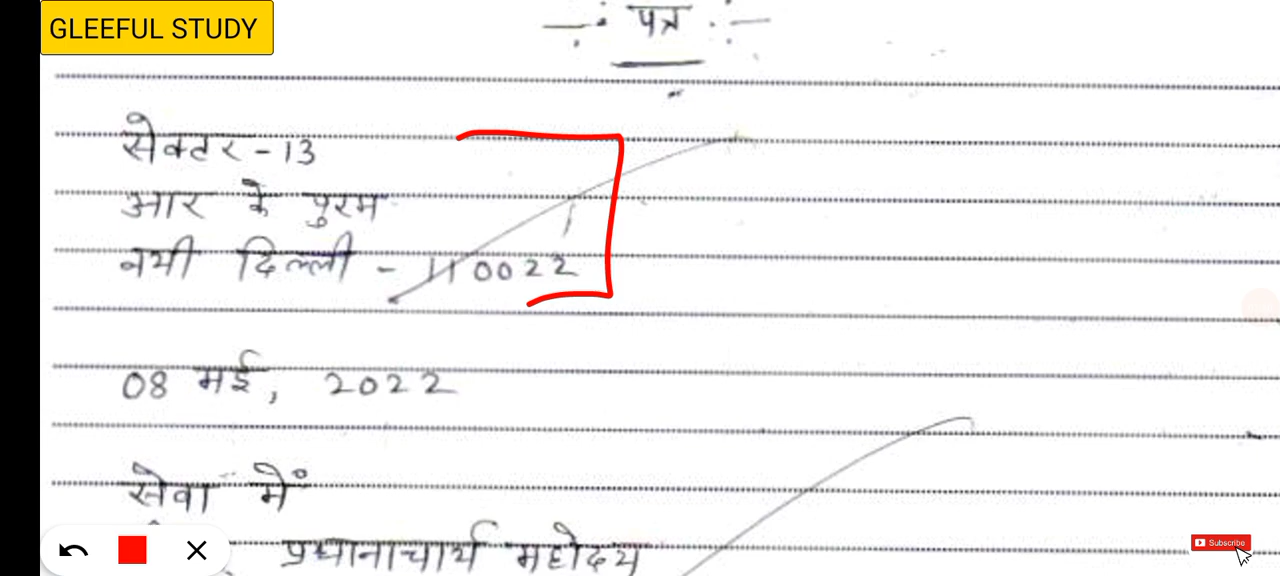 GLEEFUL STUDY
-: पत्र :-
सेक्टर - 13
आर के पुरम
नयी दिल्ली - 110022
08 मई, 2022
सेवा में
प्रधानाचार्य महोदय
Subscribe